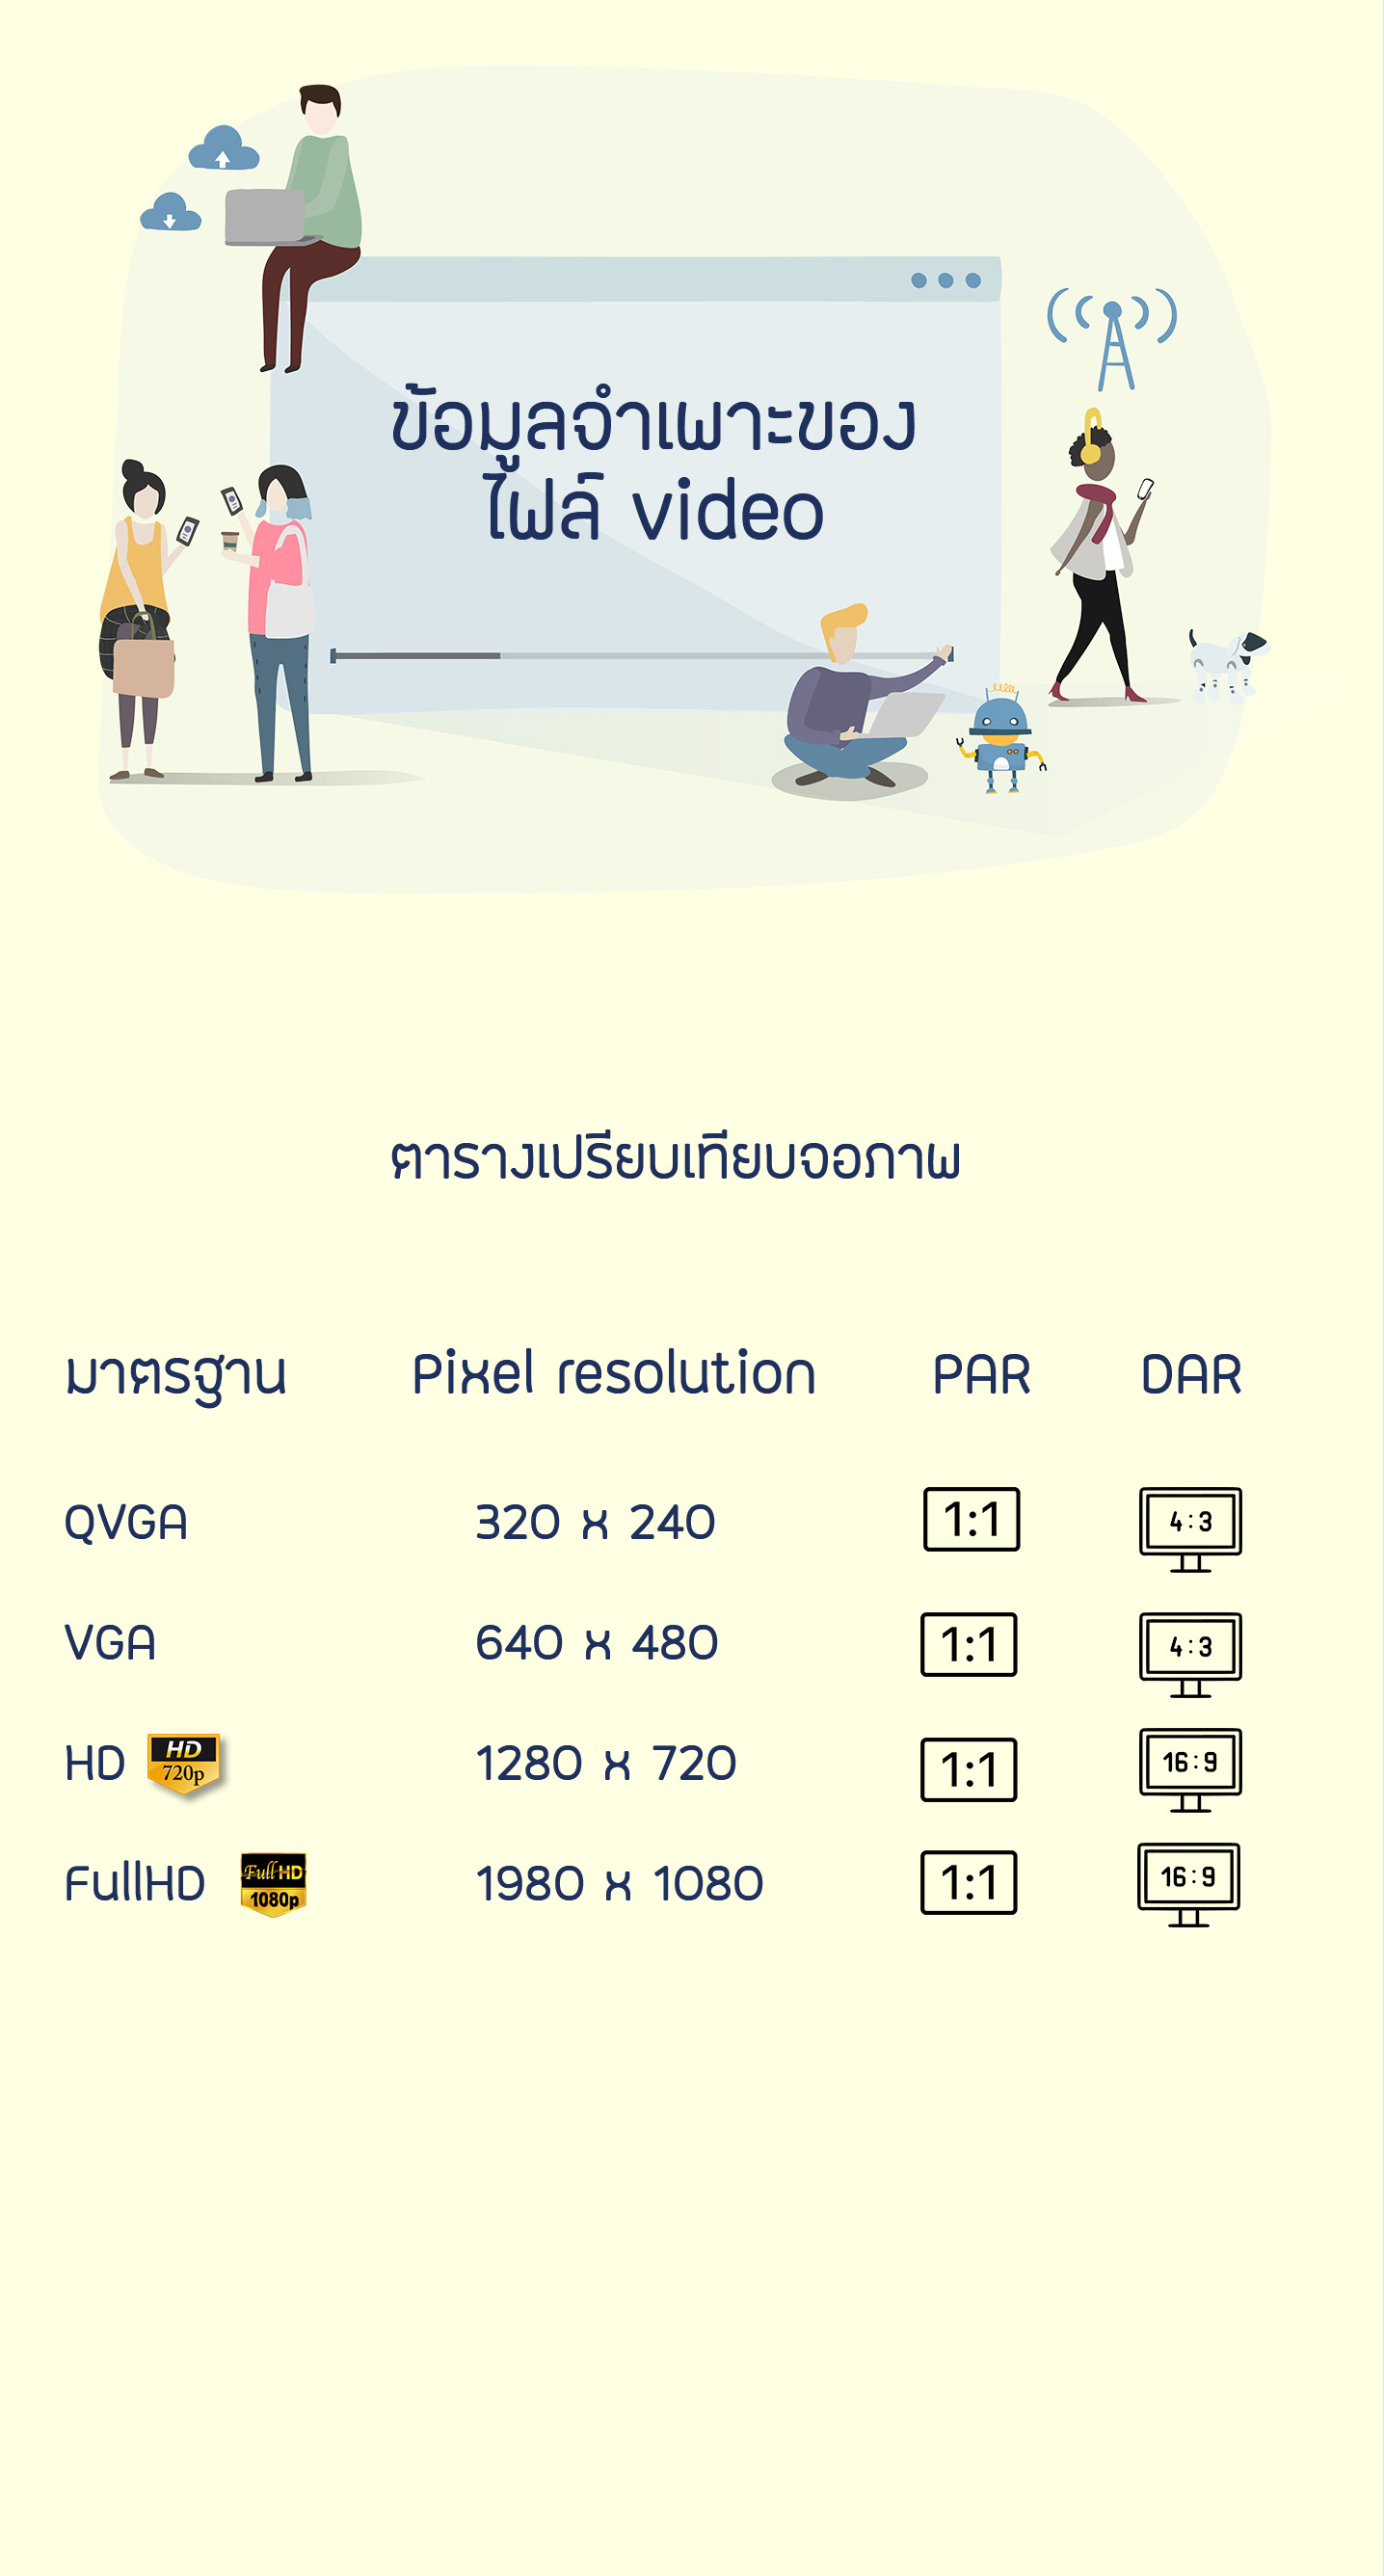 ข้อมูลจำเพาะของ
ไฟล์ video
ตารางเปรียบเทียบจอภาพ
มาตรฐาน Pixel resolution PAR DAR
QVGA 320 x 240 1:1 4:3
VGA 640 x 480 1:1 4:3
HD HD 720p 1280 x 720 1:1 16:9
FullHD Full HD 1080p 1980 x 1080 1:1 16:9